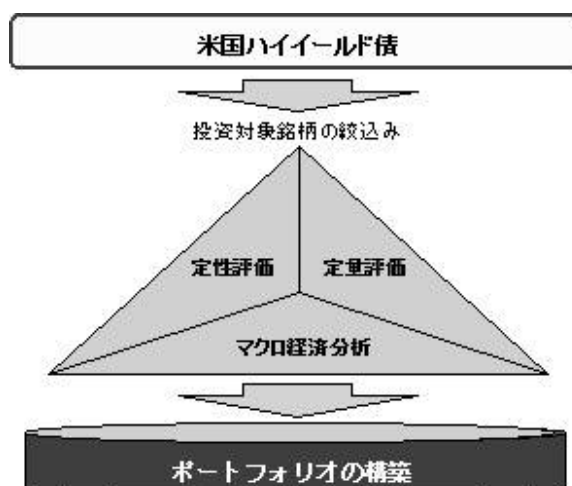 米国ハイイールド債
投資対象銘柄の絞込み
定性評価
定量評価
マクロ経済分析
ポートフォリオの構築